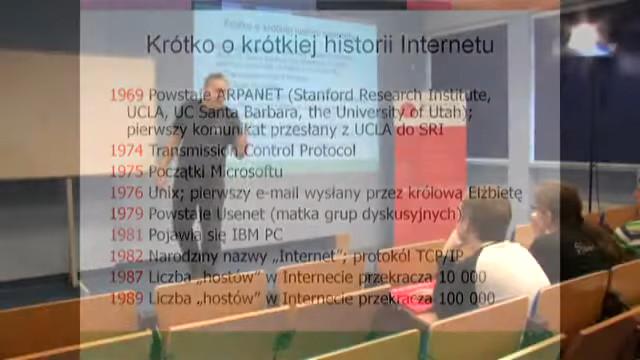 Krótko o krótkiej historii Internetu
1969 Powstaje ARPANET (Stanford Research Institute,
UCLA, UC Santa Barbara, the University of Utah);
pierwszy komunikat przesłany z UCLA do SRI
1974 Transmission Control Protocol
1975 Początki Microsoftu
1976 Unix; pierwszy e-mail wysłany przez królową Elżbietę
1979 Powstaje Usenet (matka grup dyskusyjnych)
1981 Pojawia się IBM PC
1982 Narodziny nazwy „Internet”; protokół TCP/IP
1987 Liczba „hostów” w Internecie przekracza 10 000
1989 Liczba „hostów” w Internecie przekracza 100 000